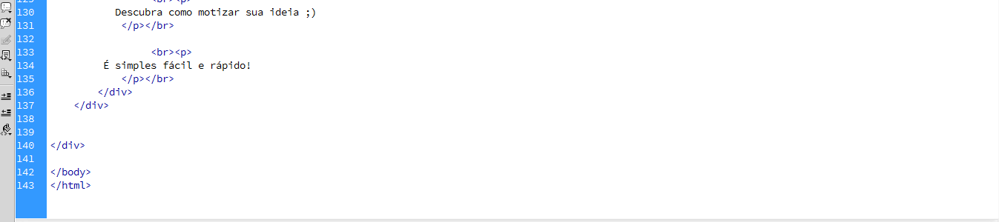 129 <br><p>
130 Descubra como motizar sua ideia ;)
131 </p></br>
132
133 <br><p>
134 É simples fácil e rápido!
135 </p></br>
136 </div>
137 </div>
138
139
140 </div>
141
142 </body>
143 </html>